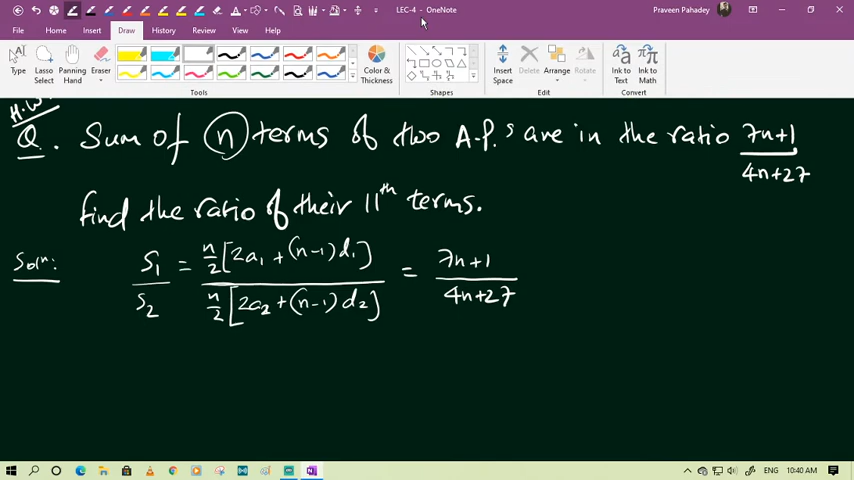 LEC-4 - OneNote
Praveen Pahadey
File Home Insert Draw History Review View Help
Type Lasso Select Panning Hand Eraser Color & Thickness Insert Space Delete Arrange Rotate Ink to Text Ink to Math
Tools Shapes Edit Convert
H.W.
Q. Sum of n terms of two A.P.s are in the ratio 7n+1 / 4n+27
find the ratio of their 11th terms.
Soln: S1/S2 = n/2[2a1+(n-1)d1] / n/2[2a2+(n-1)d2] = 7n+1 / 4n+27
ENG 10:40 AM